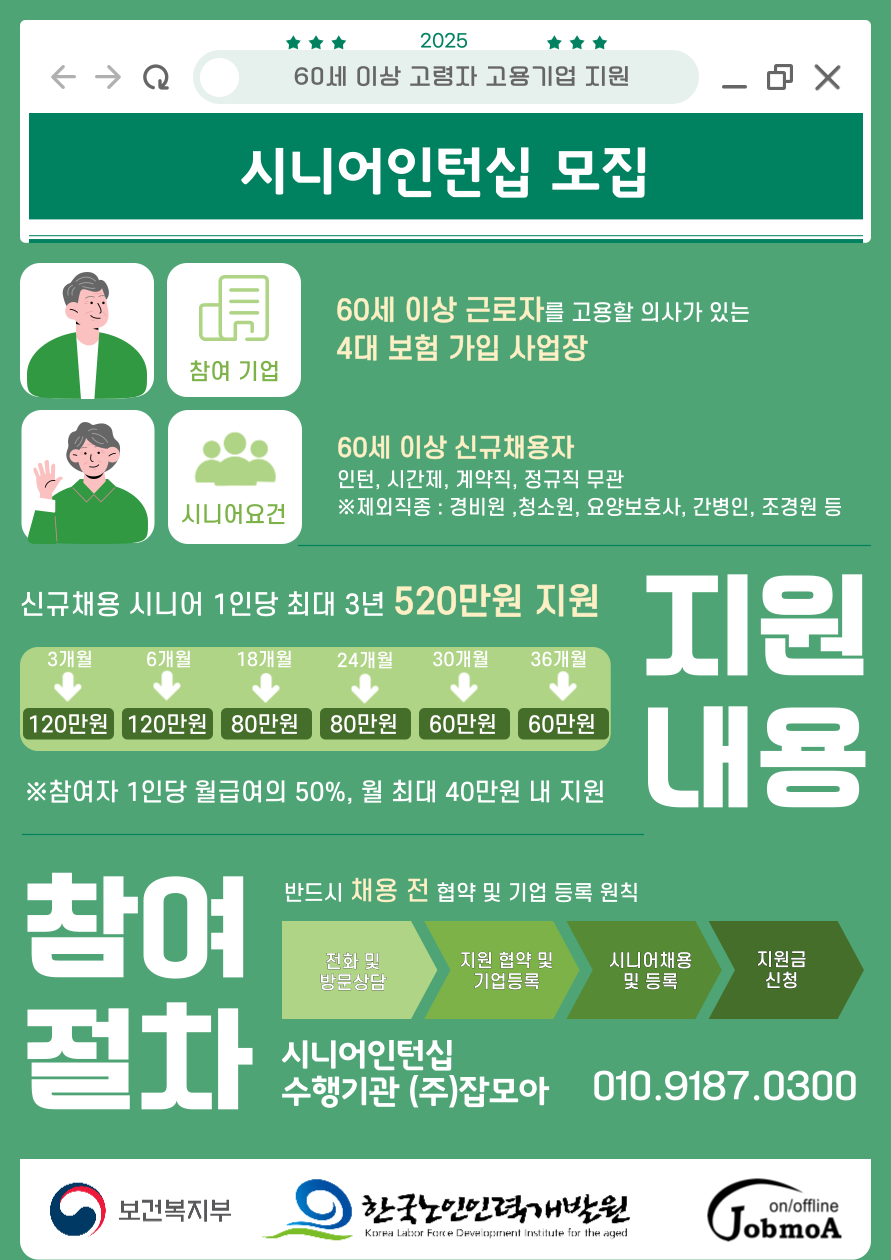 2025
60세 이상 고령자 고용기업 지원
시니어인턴십 모집
참여 기업
60세 이상 근로자를 고용할 의사가 있는
4대 보험 가입 사업장
시니어요건
60세 이상 신규채용자
인턴, 시간제, 계약직, 정규직 무관
※제외직종 : 경비원 ,청소원, 요양보호사, 간병인, 조경원 등
신규채용 시니어 1인당 최대 3년 520만원 지원
3개월 6개월 18개월 24개월 30개월 36개월
120만원 120만원 80만원 80만원 60만원 60만원
※참여자 1인당 월급여의 50%, 월 최대 40만원 내 지원
지원
내용
참여
절차
반드시 채용 전 협약 및 기업 등록 원칙
전화 및
방문상담
지원 협약 및
기업등록
시니어채용
및 등록
지원금
신청
시니어인턴십
수행기관 (주)잡모아
010.9187.0300
보건복지부
한국노인인력개발원
Korea Labor Force Development Institute for the aged
on/offline
JobmoA